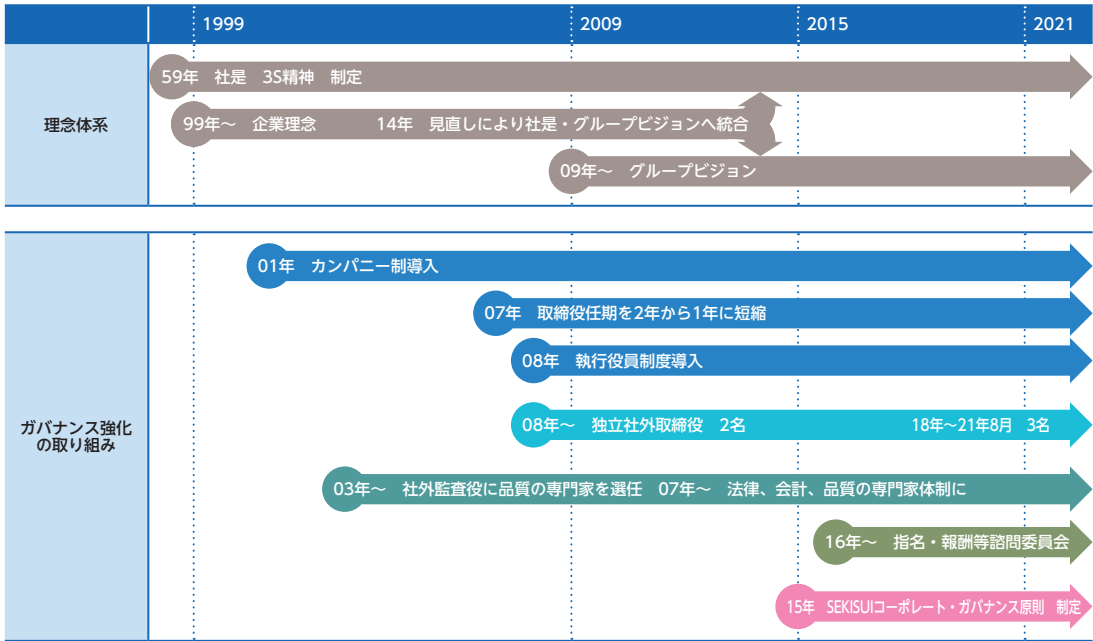 1999 2009 2015 2021
理念体系
59年 社是 3S精神 制定
99年～ 企業理念 14年 見直しにより社是・グループビジョンへ統合
09年～ グループビジョン
ガバナンス強化
の取り組み
01年 カンパニー制導入
07年 取締役任期を2年から1年に短縮
08年 執行役員制度導入
08年～ 独立社外取締役 2名 18年～21年8月 3名
03年～ 社外監査役に品質の専門家を選任 07年～ 法律、会計、品質の専門家体制に
16年～ 指名・報酬等諮問委員会
15年 SEKISUIコーポレート・ガバナンス原則 制定